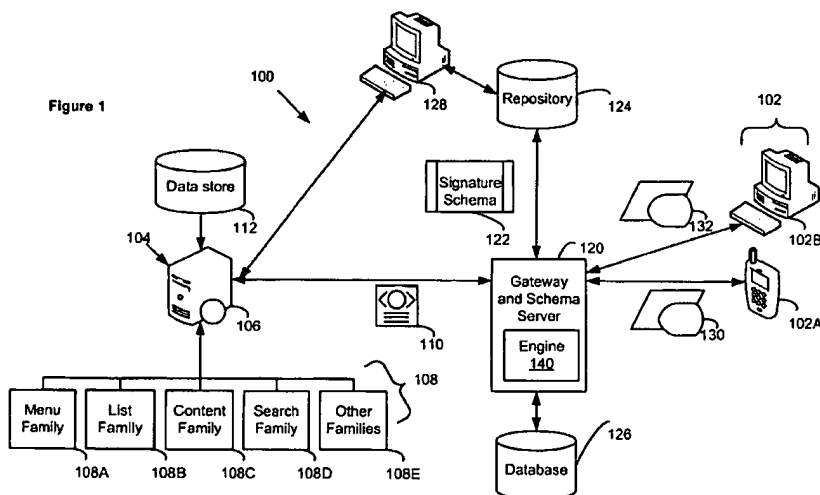 Figure 1
100
128
Repository
124
102
Data store
112
Signature
Schema
122
132
102B
104
106
120
Gateway
and Schema
Server
Engine
140
110
130
102A
108
Menu
Family
List
Family
Content
Family
Search
Family
Other
Families
108A
108B
108C
108D
108E
Database
126